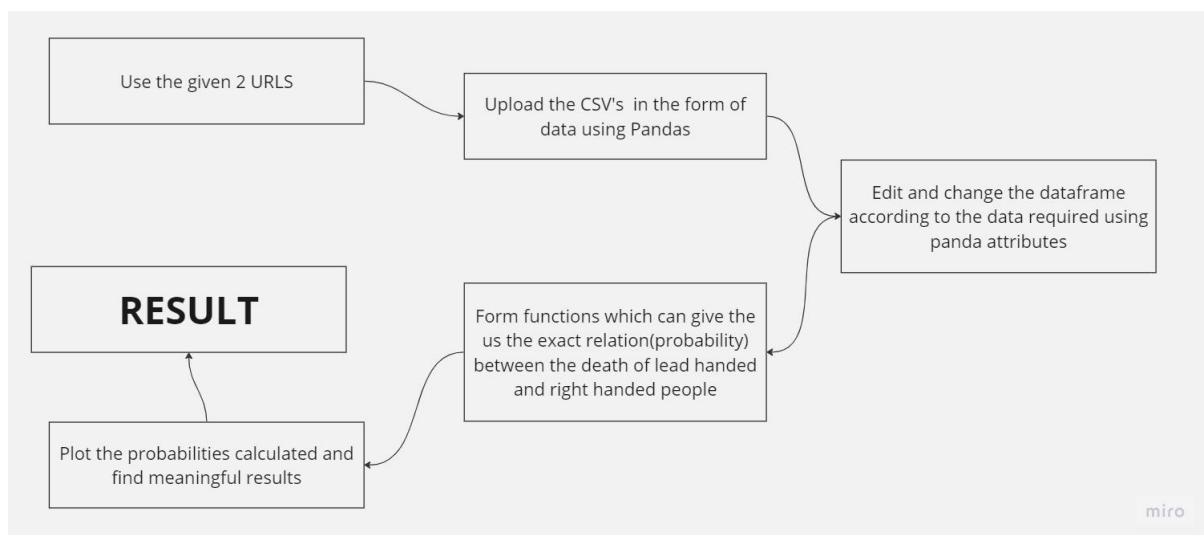 Use the given 2 URLS
Upload the CSV's in the form of
data using Pandas
Edit and change the dataframe
according to the data required using
panda attributes
Form functions which can give the
us the exact relation(probability)
between the death of lead handed
and right handed people
Plot the probabilities calculated and
find meaningful results
RESULT
miro